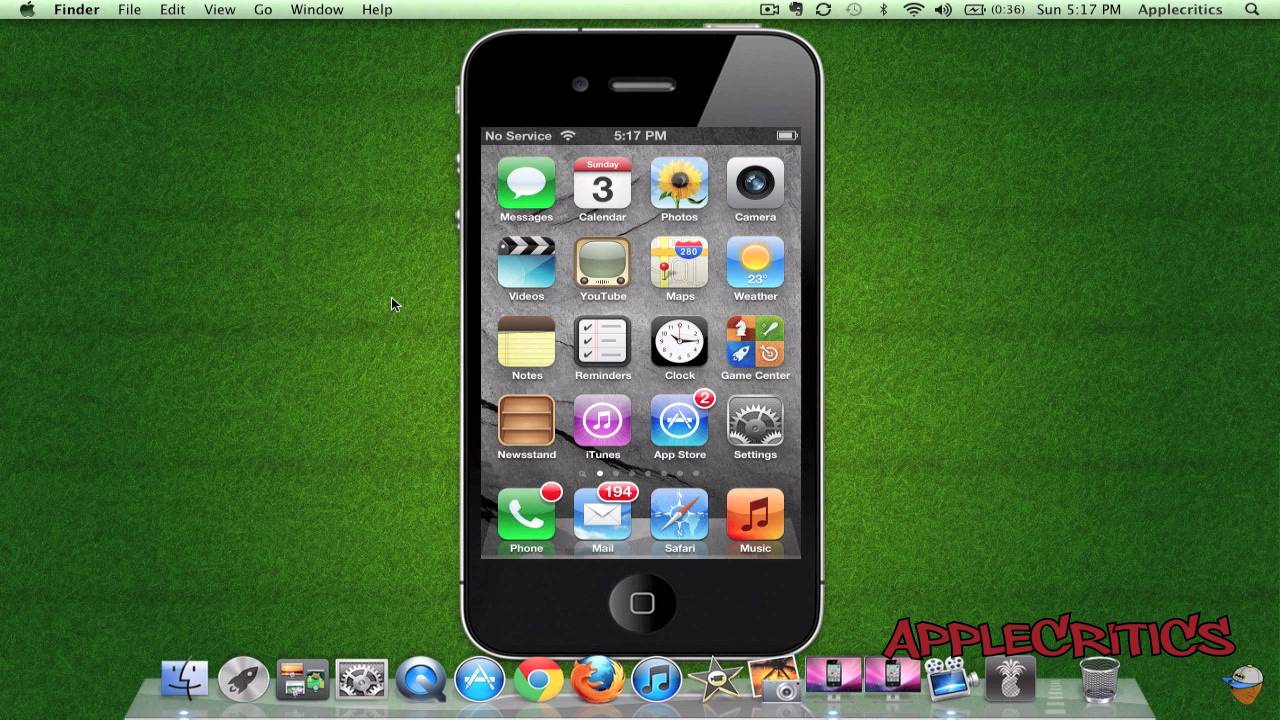 Finder File Edit View Go Window Help (0:36) Sun 5:17 PM Applecritics
No Service 5:17 PM
Sunday
3 280 23°
Messages Calendar Photos Camera
Videos YouTube Maps Weather
Notes Reminders Clock Game Center
2
Newsstand iTunes App Store Settings
194
Phone Mail Safari Music
APPLECRITICS